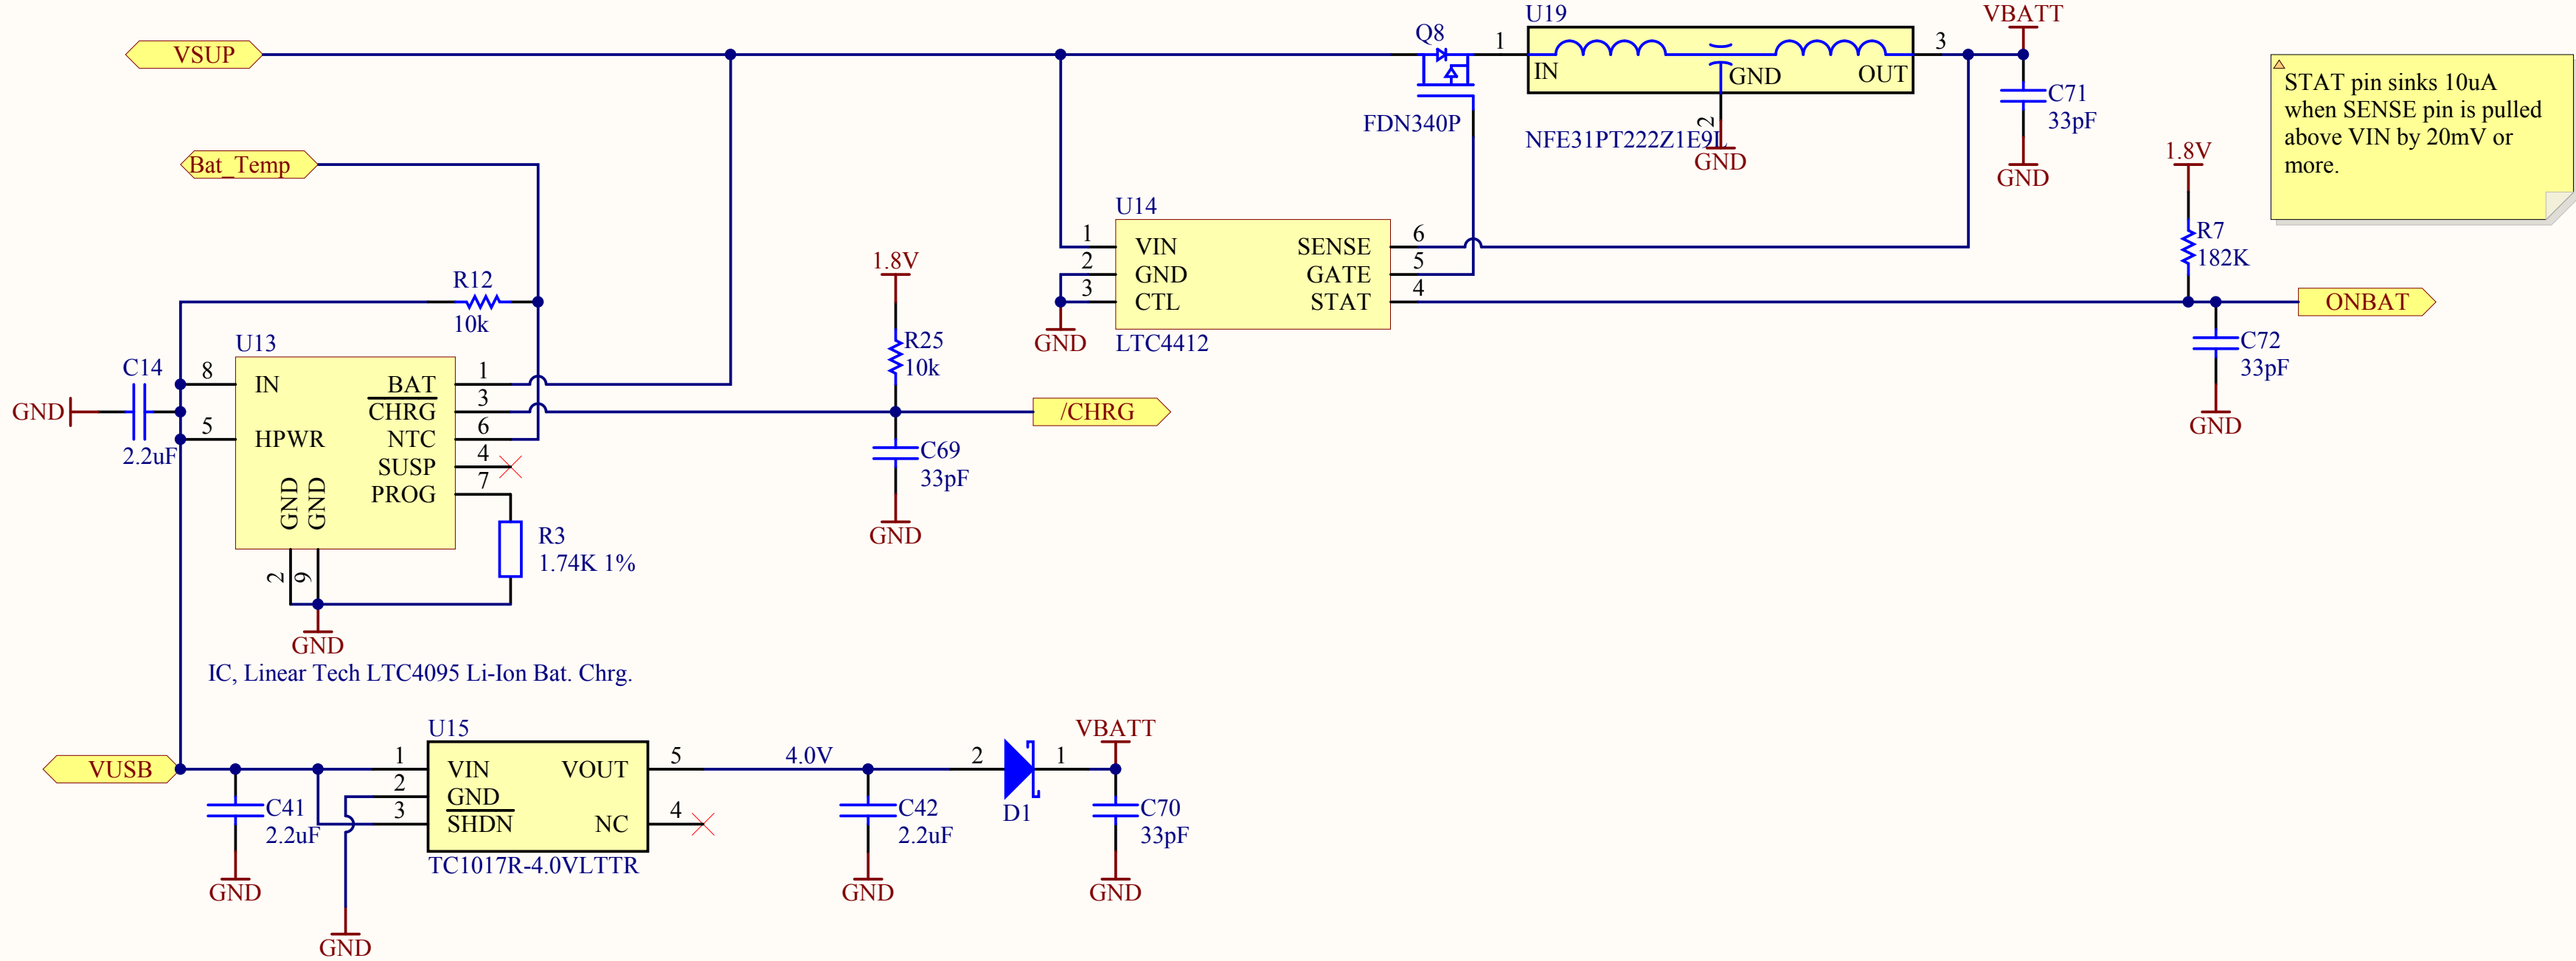 VSUP
Q8
FDN340P
U19
1
IN
GND
OUT
3
2
NFE31PT222Z1E9L
GND
VBATT
C71
33pF
GND
STAT pin sinks 10uA
when SENSE pin is pulled
above VIN by 20mV or
more.
Bat_Temp
U14
1
VIN
SENSE
6
2
GND
GATE
5
3
CTL
STAT
4
GND
LTC4412
1.8V
R7
182K
ONBAT
C72
33pF
GND
R12
10k
1.8V
R25
10k
/CHRG
C69
33pF
GND
U13
C14
GND
2.2uF
8
IN
BAT
1
CHRG
3
5
HPWR
NTC
6
SUSP
4
PROG
7
GND
GND
2
9
R3
1.74K 1%
GND
IC, Linear Tech LTC4095 Li-Ion Bat. Chrg.
VUSB
U15
1
VIN
VOUT
5
2
GND
3
SHDN
NC
4
TC1017R-4.0VLTTR
C41
2.2uF
GND
GND
4.0V
C42
2.2uF
GND
2
1
D1
VBATT
C70
33pF
GND